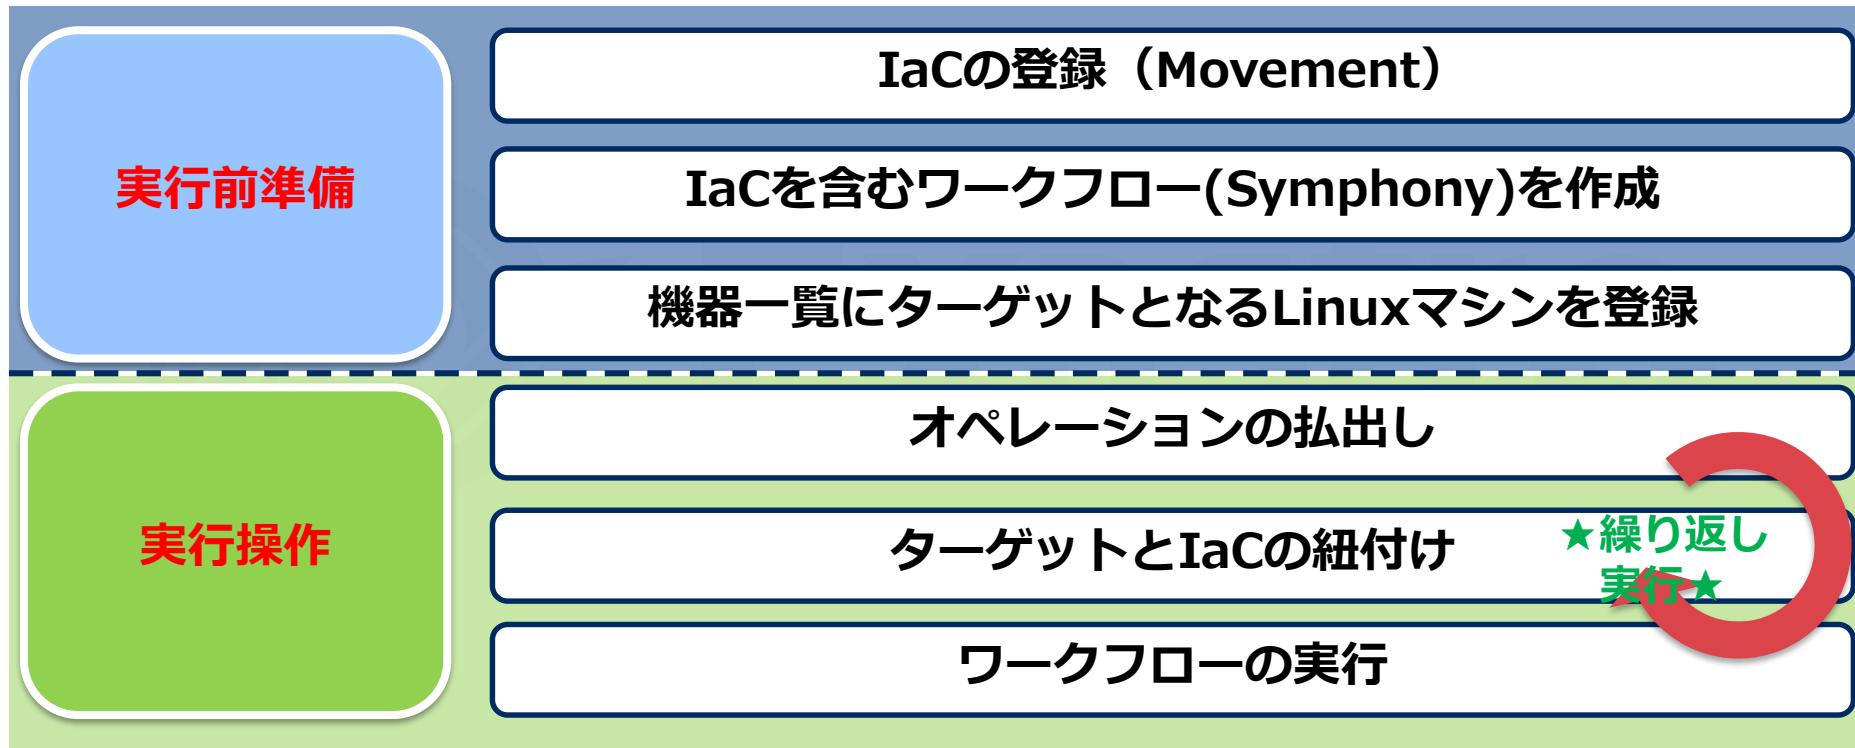 実行前準備
IaCの登録（Movement）
IaCを含むワークフロー(Symphony)を作成
機器一覧にターゲットとなるLinuxマシンを登録
実行操作
オペレーションの払出し
ターゲットとIaCの紐付け
★繰り返し
実行★
ワークフローの実行